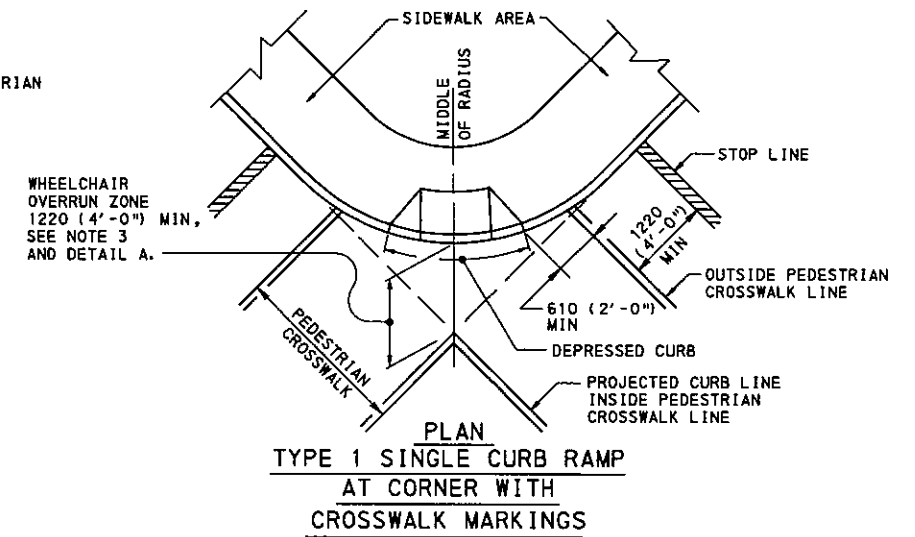 SIDEWALK AREA
RIAN
MIDDLE
OF RADIUS
STOP LINE
WHEELCHAIR
OVERRUN ZONE
1220 (4'-0") MIN,
SEE NOTE 3
AND DETAIL A.
1220
(4'-0")
MIN
OUTSIDE PEDESTRIAN
CROSSWALK LINE
610 (2'-0")
MIN
DEPRESSED CURB
PEDESTRIAN
CROSSWALK
PROJECTED CURB LINE
INSIDE PEDESTRIAN
CROSSWALK LINE
PLAN
TYPE 1 SINGLE CURB RAMP
AT CORNER WITH
CROSSWALK MARKINGS